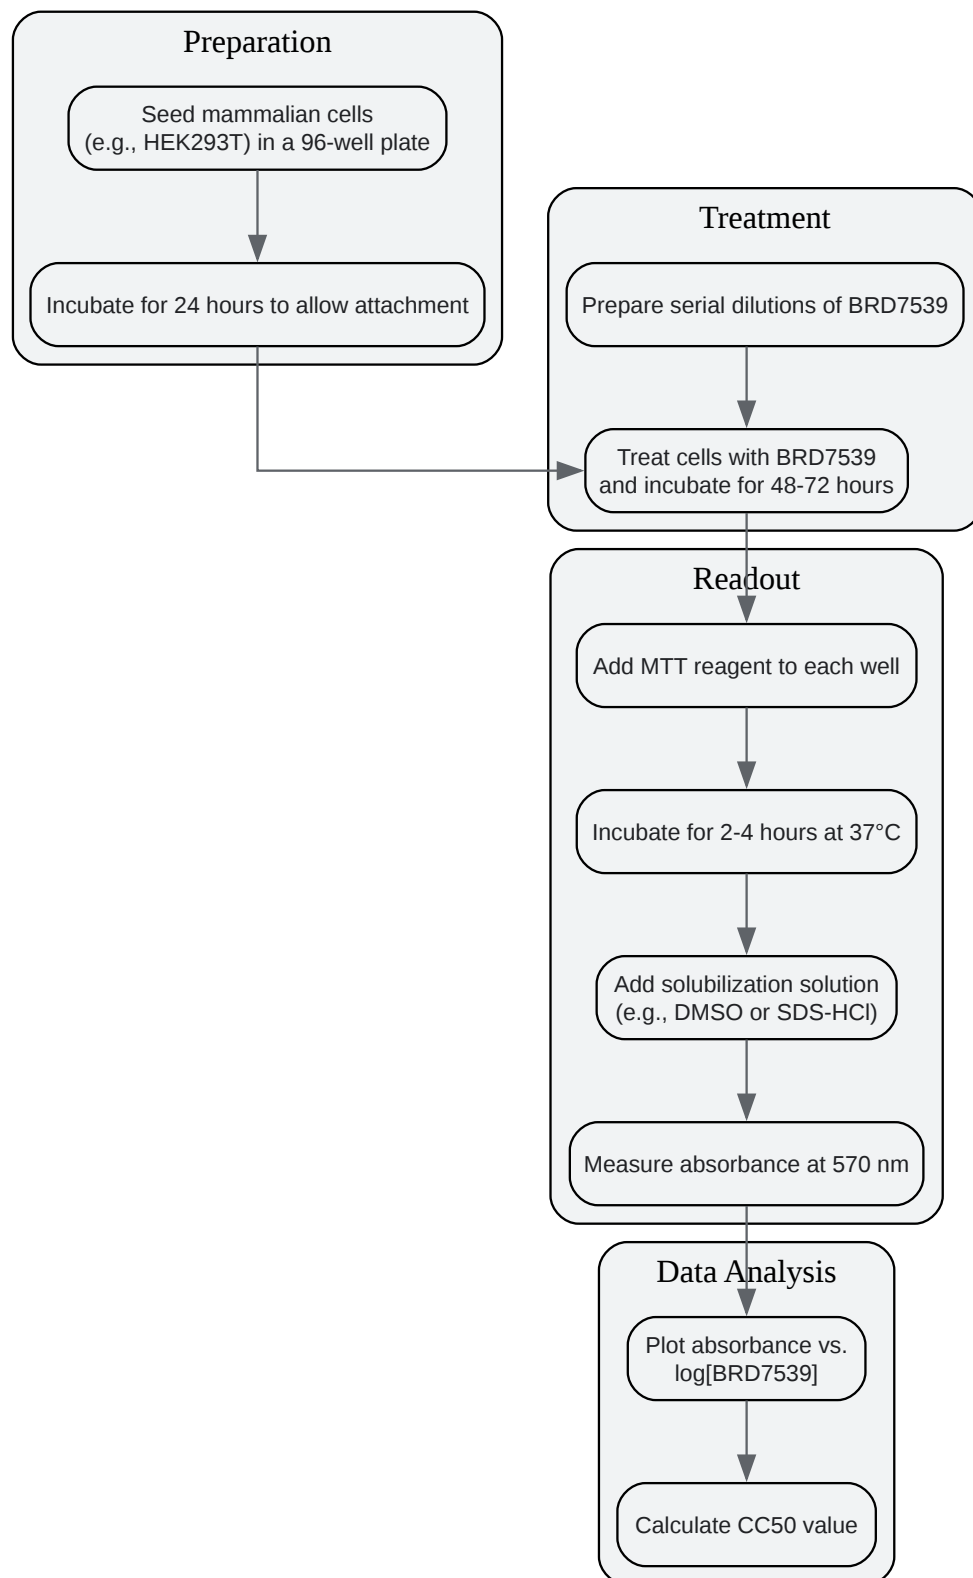 Preparation
Seed mammalian cells
(e.g., HEK293T) in a 96-well plate
Incubate for 24 hours to allow attachment
Treatment
Prepare serial dilutions of BRD7539
Treat cells with BRD7539
and incubate for 48-72 hours
Readout
Add MTT reagent to each well
Incubate for 2-4 hours at 37°C
Add solubilization solution
(e.g., DMSO or SDS-HCl)
Measure absorbance at 570 nm
Data Analysis
Plot absorbance vs.
log[BRD7539]
Calculate CC50 value